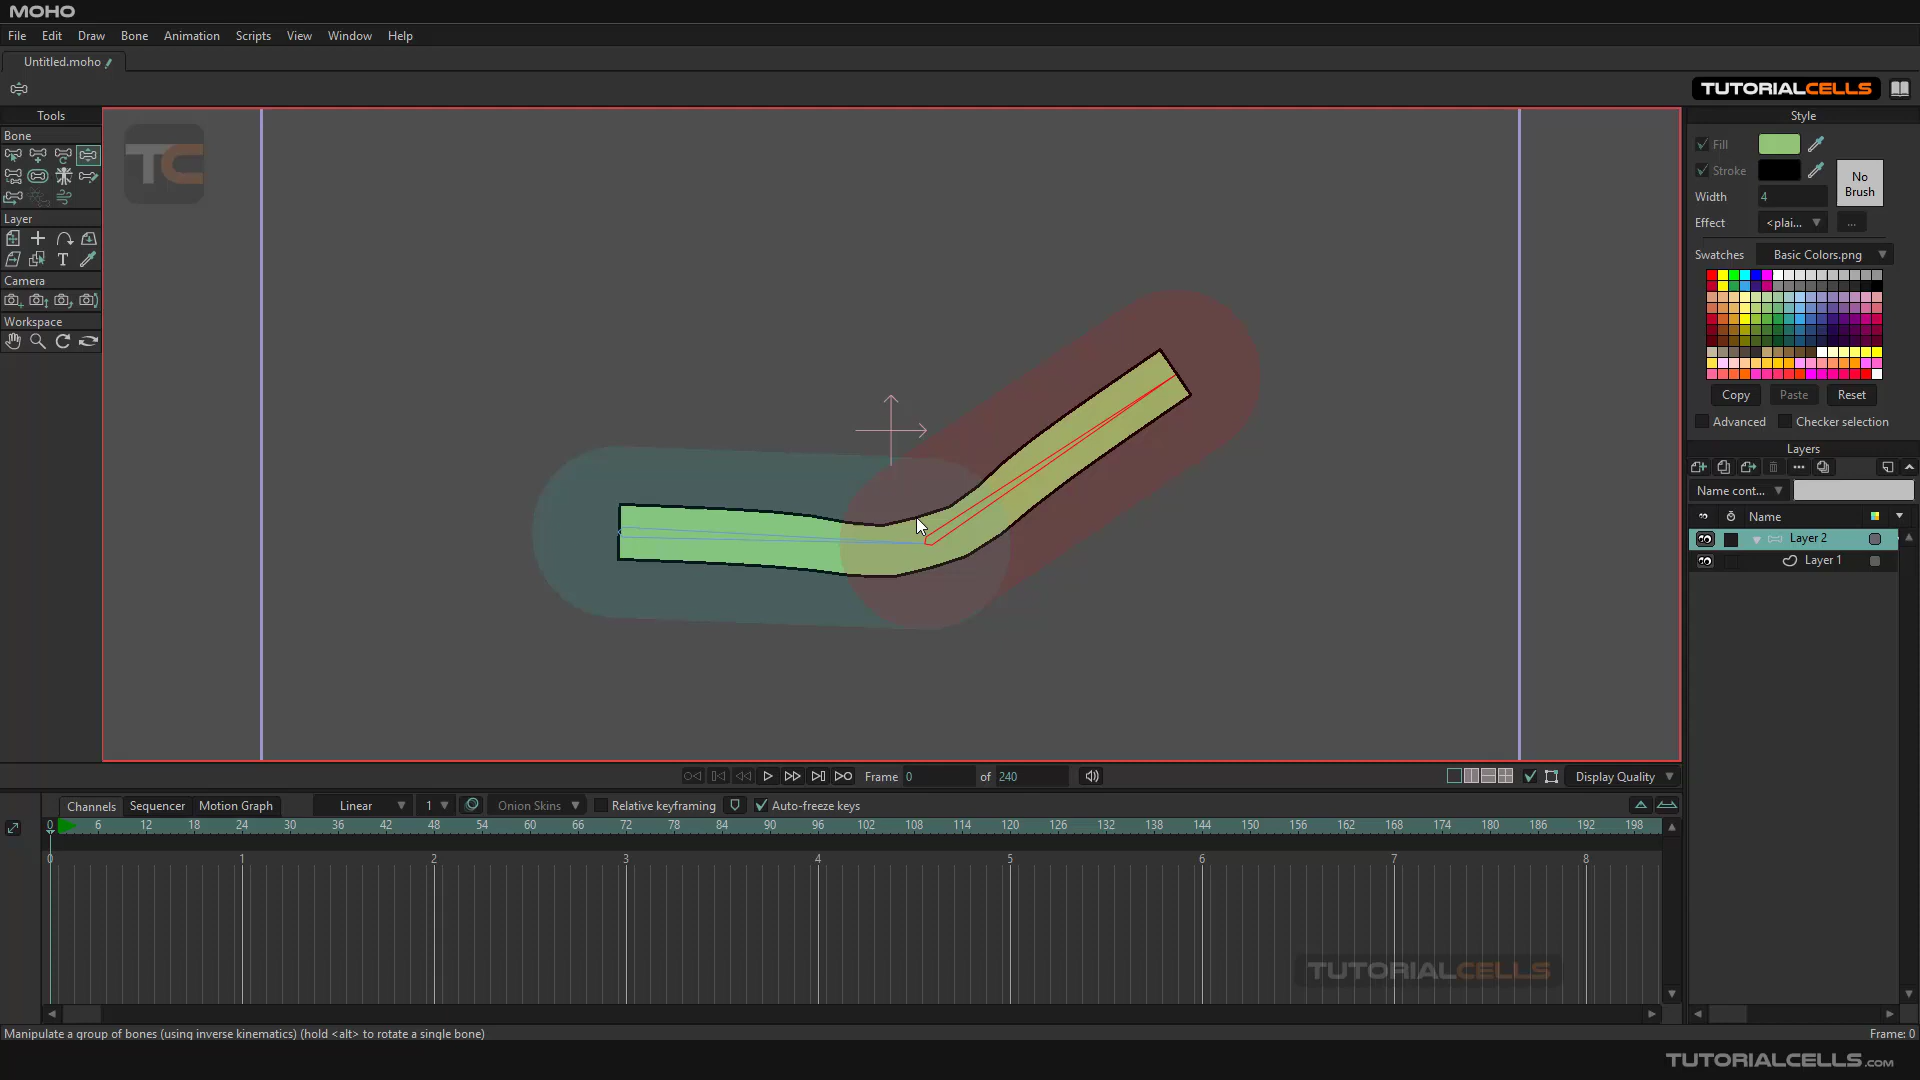 MOHO
File Edit Draw Bone Animation Scripts View Window Help
Untitled.moho
TUTORIALCELLS
Tools
Bone
Layer
Camera
Workspace
TC
Style
Fill
Stroke
No Brush
Width 4
Effect <plai... ...
Swatches Basic Colors.png
Copy Paste Reset
Advanced Checker selection
Layers
Name cont...
Name
Layer 2
Layer 1
Frame 0 of 240 Display Quality
Channels Sequencer Motion Graph Linear 1 Onion Skins Relative keyframing Auto-freeze keys
0 6 12 18 24 30 36 42 48 54 60 66 72 78 84 90 96 102 108 114 120 126 132 138 144 150 156 162 168 174 180 186 192 198
0 1 2 3 4 5 6 7 8
TUTORIALCELLS
Manipulate a group of bones (using inverse kinematics) (hold <alt> to rotate a single bone) Frame: 0
TUTORIALCELLS.COM